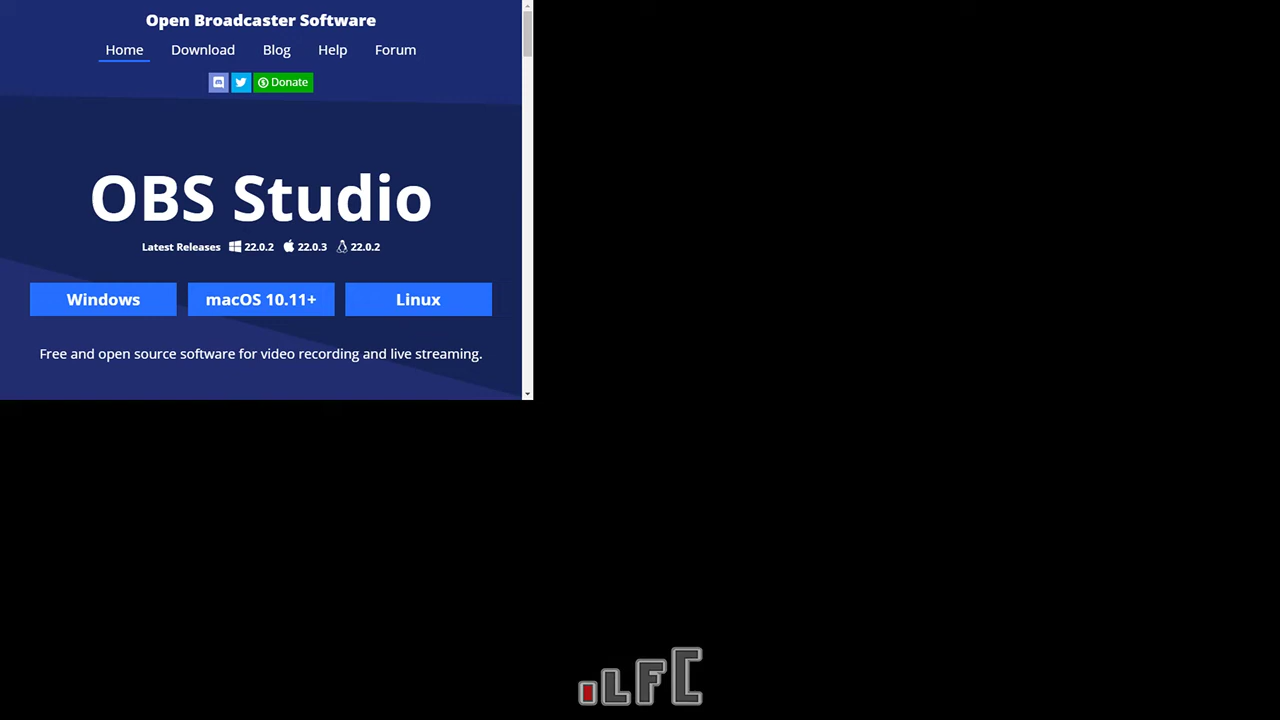 Open Broadcaster Software
Home Download Blog Help Forum
Donate
OBS Studio
Latest Releases 22.0.2 22.0.3 22.0.2
Windows macOS 10.11+ Linux
Free and open source software for video recording and live streaming.
LFC